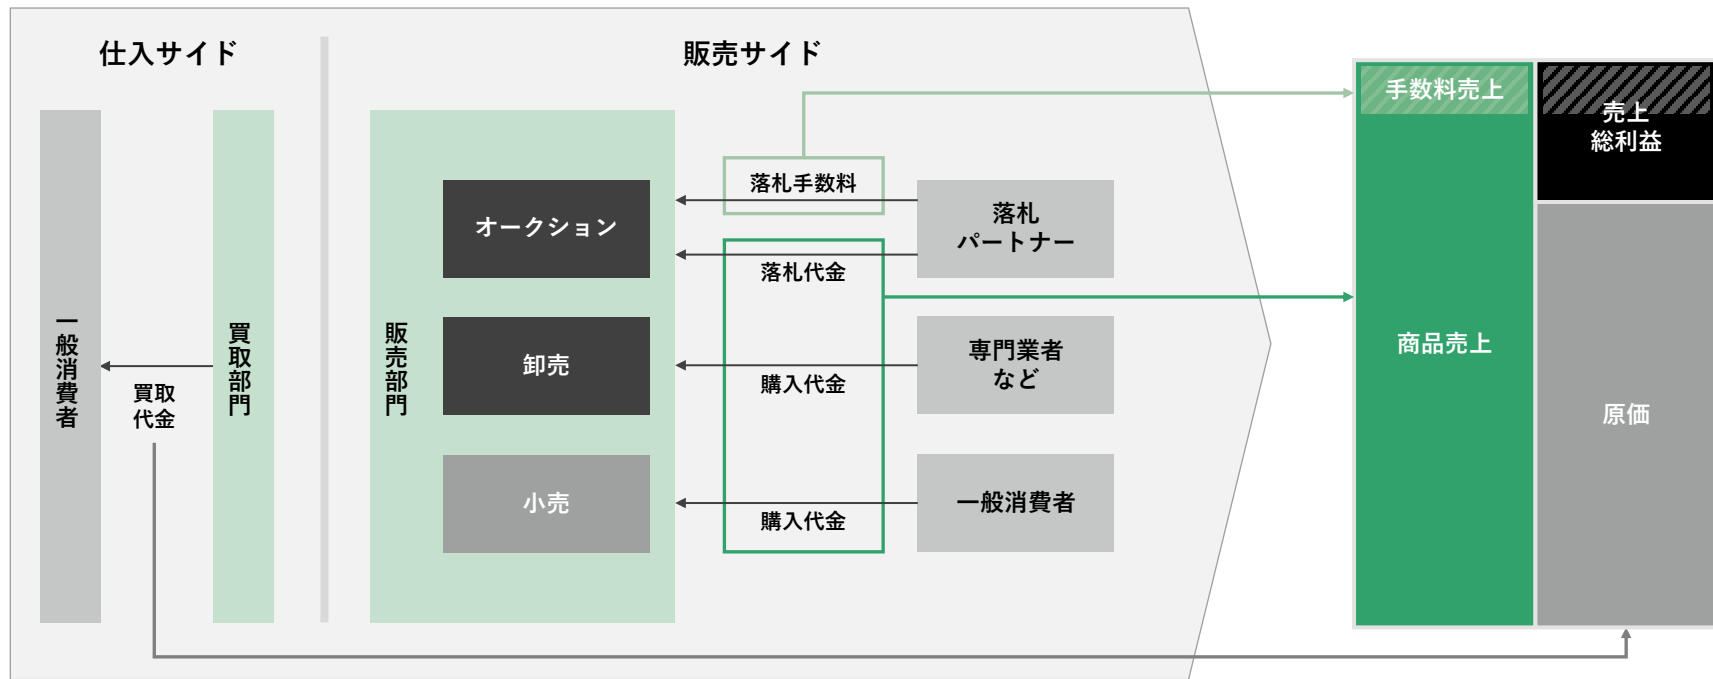 仕入サイド
販売サイド
一般消費者
買取
代金
買取部門
販売部門
オークション
卸売
小売
落札手数料
落札代金
購入代金
購入代金
落札
パートナー
専門業者
など
一般消費者
手数料売上
商品売上
売上
総利益
原価